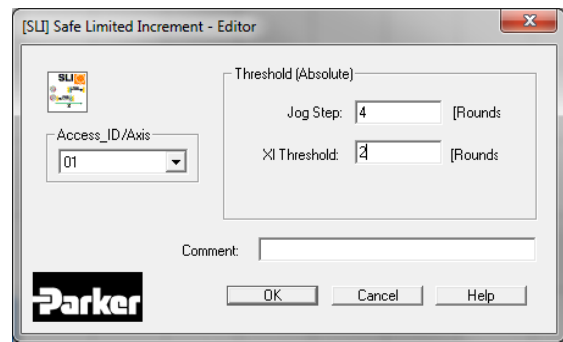 [SLI] Safe Limited Increment - Editor
SLI
Threshold (Absolute)
Jog Step: 4 [Rounds
Access_ID/Axis
01
XI Threshold: 2 [Rounds
Comment:
Parker
OK Cancel Help